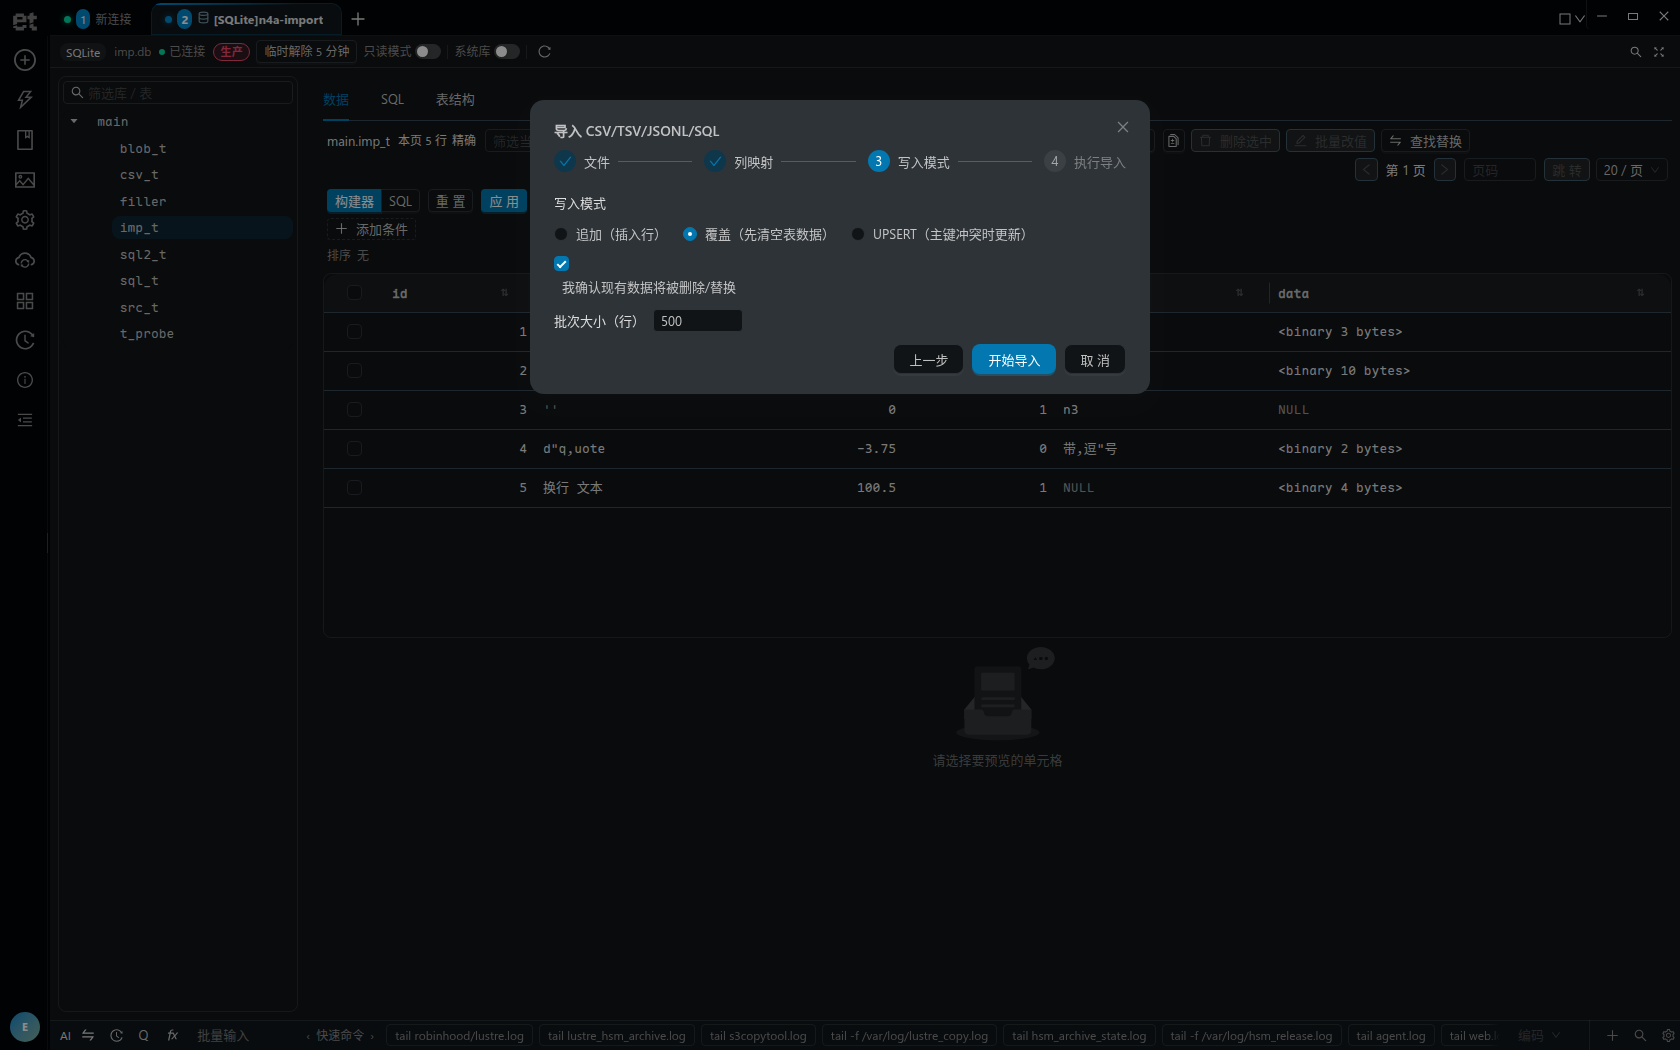 et
1 新连接
2 [SQLite]n4a-import
SQLite imp.db 已连接 生产 临时解除 5 分钟 只读模式 系统库
筛选库 / 表
main
blob_t
csv_t
filler
imp_t
sql2_t
sql_t
src_t
t_probe
数据 SQL 表结构
main.imp_t 本页 5 行 精确 筛选当 删除选中 批量改值 查找替换
第 1 页 页码 跳 转 20 / 页
构建器 SQL 重 置 应 用
添加条件
排序 无
id data
1 <binary 3 bytes>
2 <binary 10 bytes>
3 '' 0 1 n3 NULL
4 d"q,uote -3.75 0 带,逗"号 <binary 2 bytes>
5 换行 文本 100.5 1 NULL <binary 4 bytes>
导入 CSV/TSV/JSONL/SQL
文件 列映射 3 写入模式 4 执行导入
写入模式
追加（插入行） 覆盖（先清空表数据） UPSERT（主键冲突时更新）
我确认现有数据将被删除/替换
批次大小（行） 500
上一步 开始导入 取 消
请选择要预览的单元格
E
AI Q fx 批量输入 ‹ 快速命令 › tail robinhood/lustre.log tail lustre_hsm_archive.log tail s3copytool.log tail -f /var/log/lustre_copy.log tail hsm_archive_state.log tail -f /var/log/hsm_release.log tail agent.log tail web.l 编码